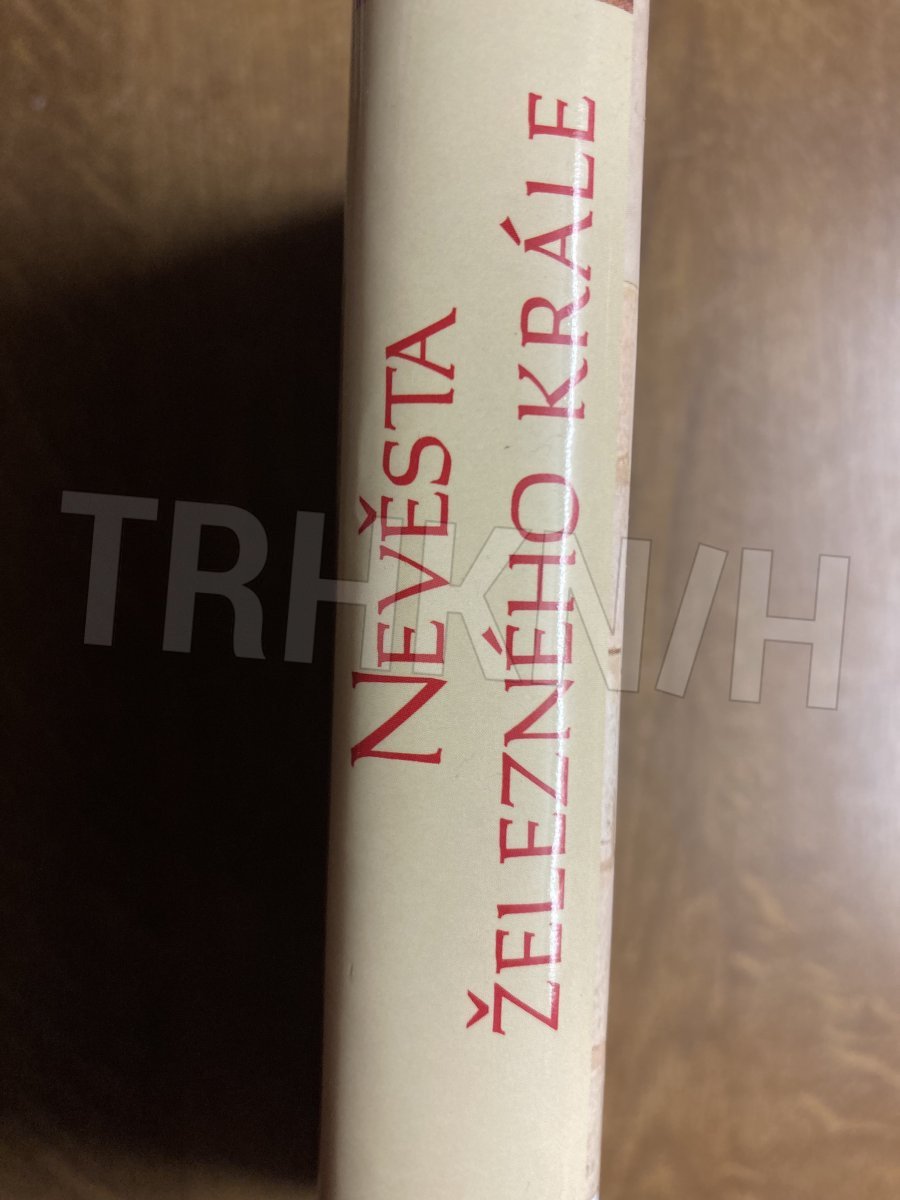 Nevěsta
železného krále
TRHKNIH